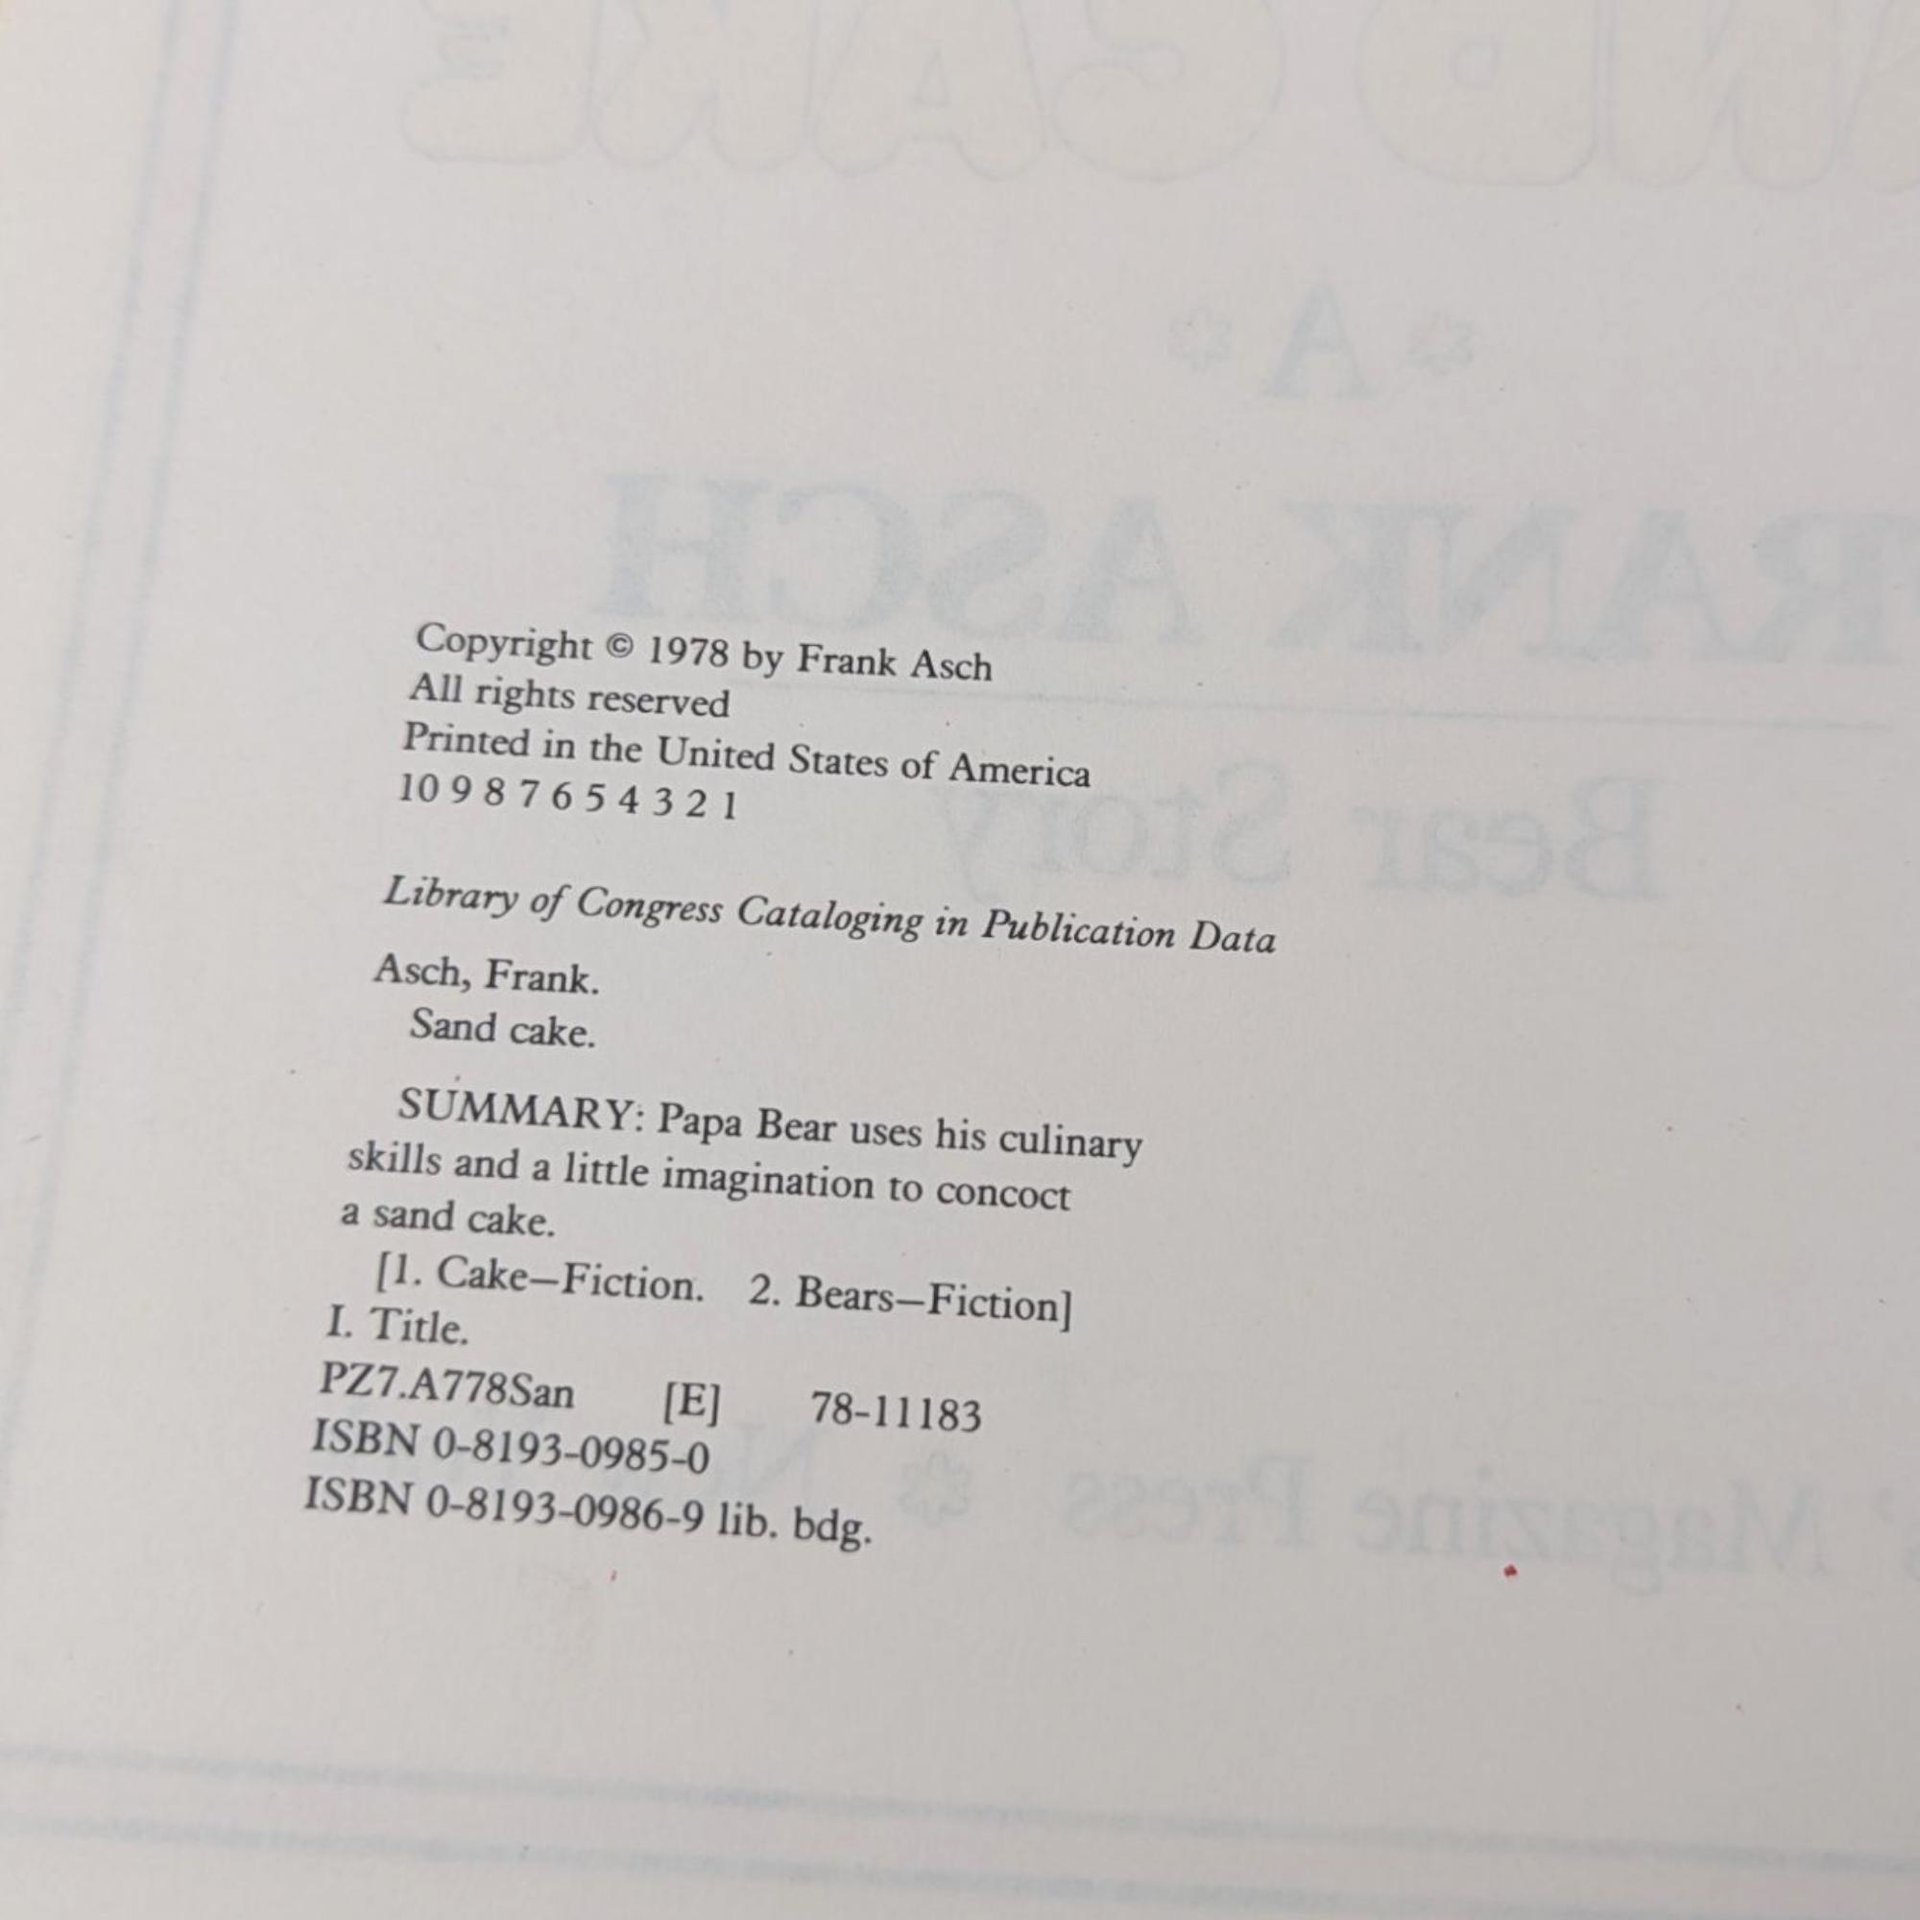 Copyright © 1978 by Frank Asch
All rights reserved
Printed in the United States of America
10 9 8 7 6 5 4 3 2 1
Library of Congress Cataloging in Publication Data
Asch, Frank.
Sand cake.
SUMMARY: Papa Bear uses his culinary
skills and a little imagination to concoct
a sand cake.
[1. Cake—Fiction. 2. Bears—Fiction]
I. Title.
PZ7.A778San [E] 78-11183
ISBN 0-8193-0985-0
ISBN 0-8193-0986-9 lib. bdg.